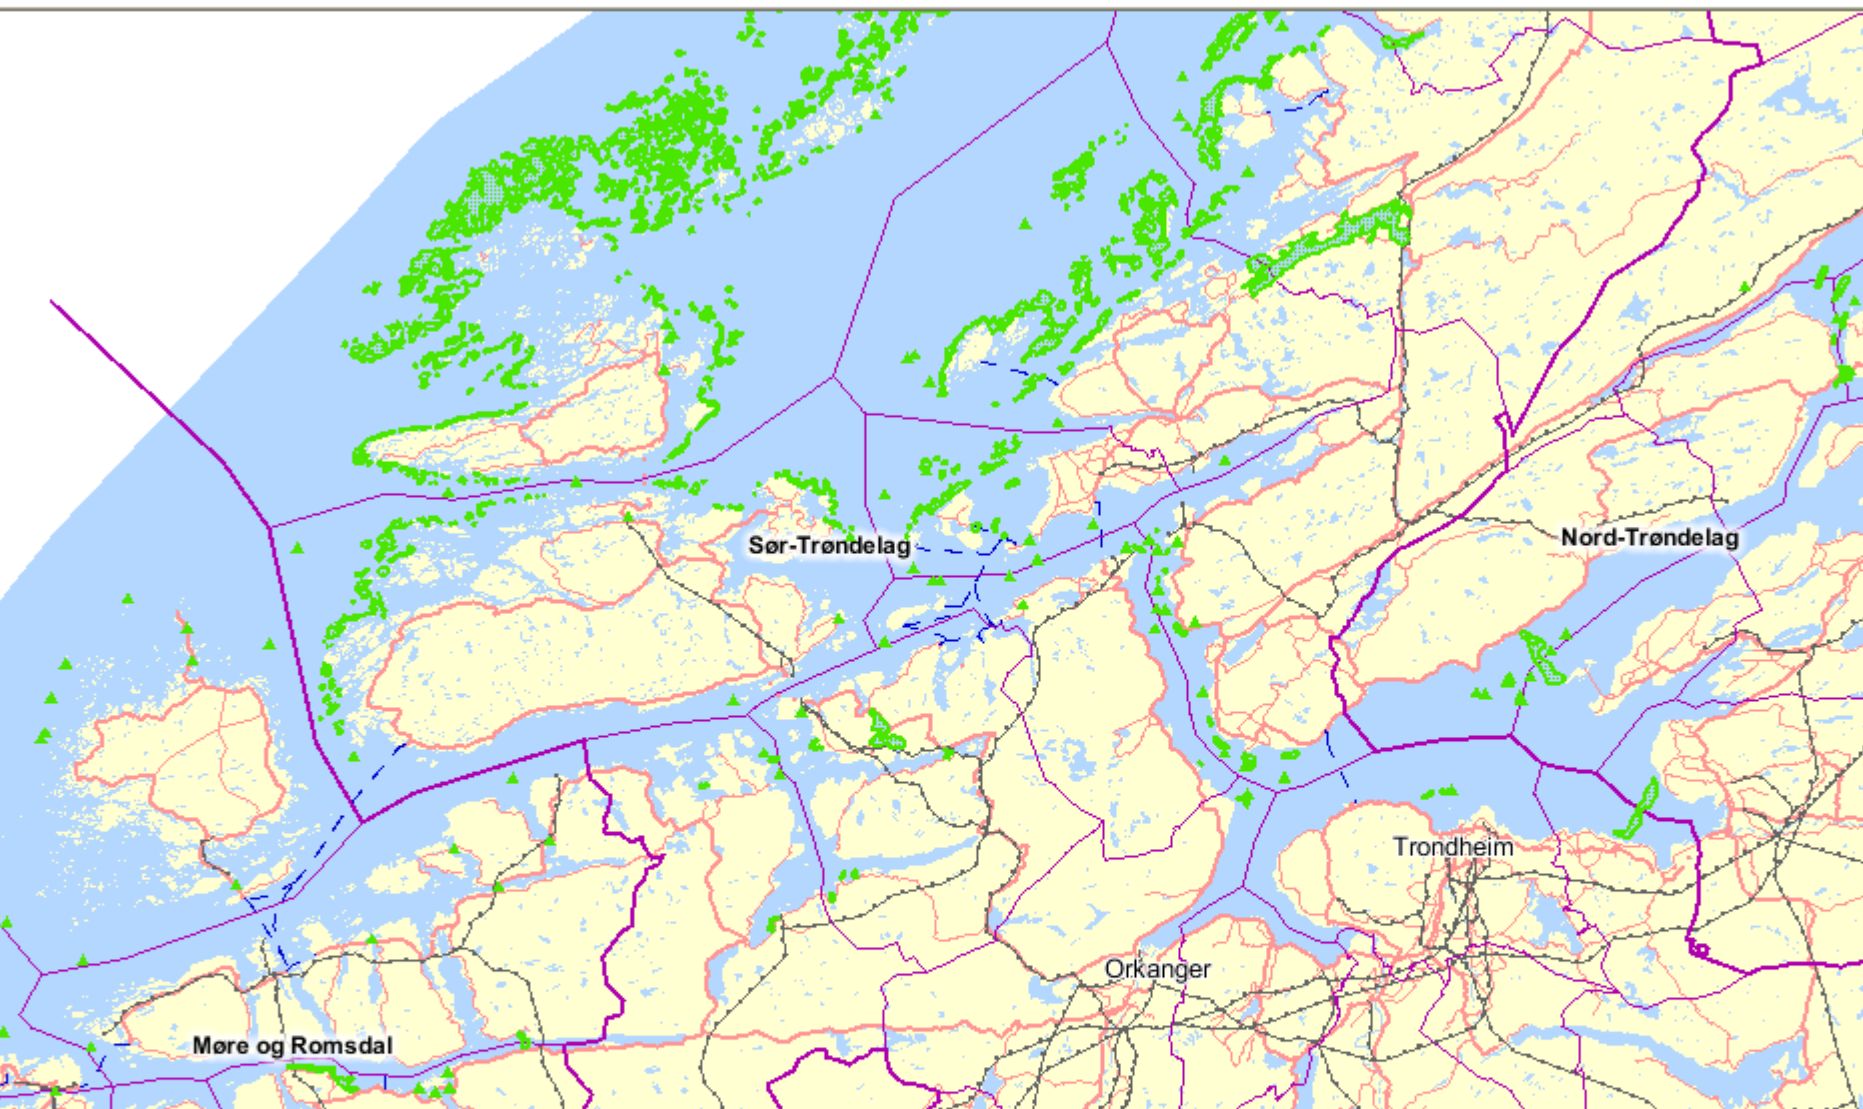 Sør-Trøndelag
Nord-Trøndelag
Trondheim
Orkanger
Møre og Romsdal